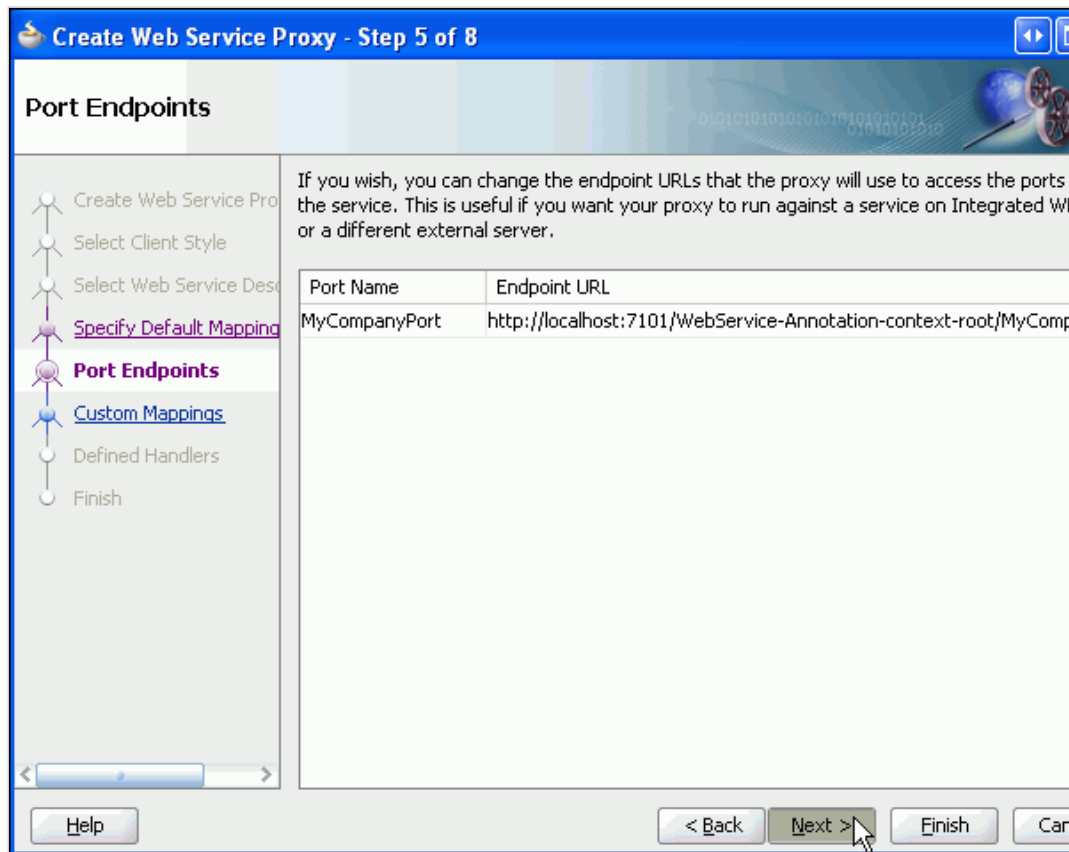 Create Web Service Proxy - Step 5 of 8
Port Endpoints
Create Web Service Pro
Select Client Style
Select Web Service Desc
Specify Default Mapping
Port Endpoints
Custom Mappings
Defined Handlers
Finish
If you wish, you can change the endpoint URLs that the proxy will use to access the ports
the service. This is useful if you want your proxy to run against a service on Integrated W
or a different external server.
Port Name Endpoint URL
MyCompanyPort http://localhost:7101/WebService-Annotation-context-root/MyComp
Help < Back Next > Finish Can